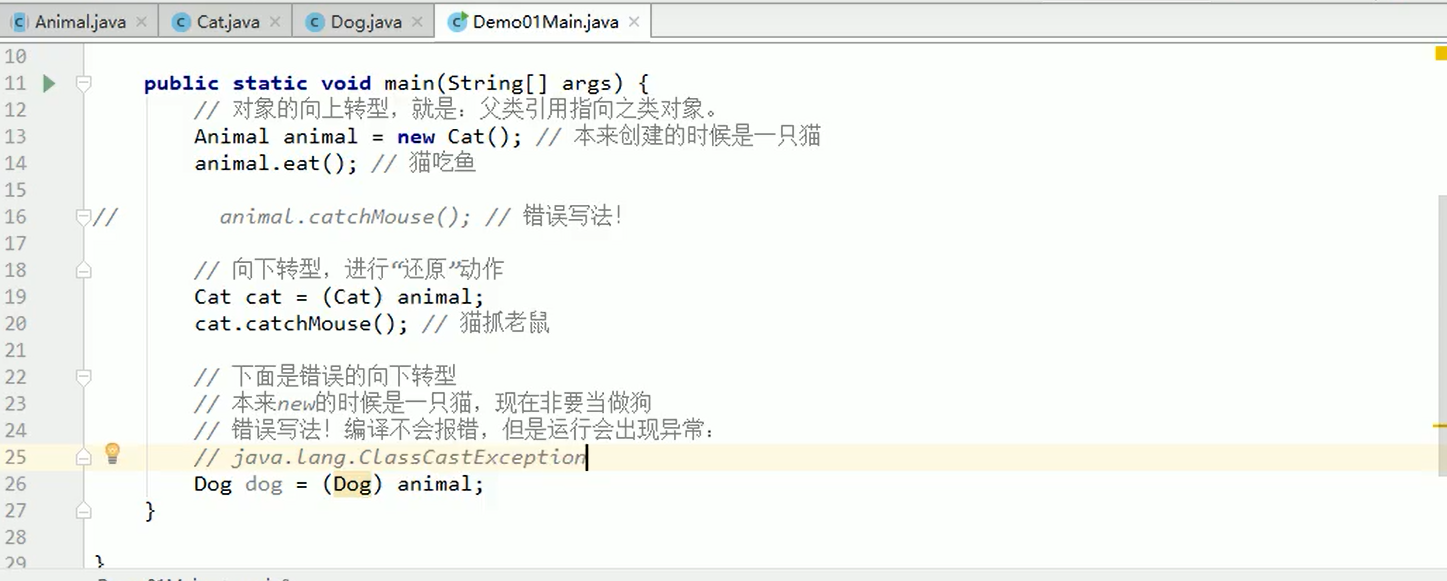 Animal.java Cat.java Dog.java Demo01Main.java
10
11 public static void main(String[] args) {
12 // 对象的向上转型，就是：父类引用指向之类对象。
13 Animal animal = new Cat(); // 本来创建的时候是一只猫
14 animal.eat(); // 猫吃鱼
15
16 // animal.catchMouse(); // 错误写法！
17
18 // 向下转型，进行“还原”动作
19 Cat cat = (Cat) animal;
20 cat.catchMouse(); // 猫抓老鼠
21
22 // 下面是错误的向下转型
23 // 本来new的时候是一只猫，现在非要当做狗
24 // 错误写法！编译不会报错，但是运行会出现异常：
25 // java.lang.ClassCastException
26 Dog dog = (Dog) animal;
27 }
28
29 }